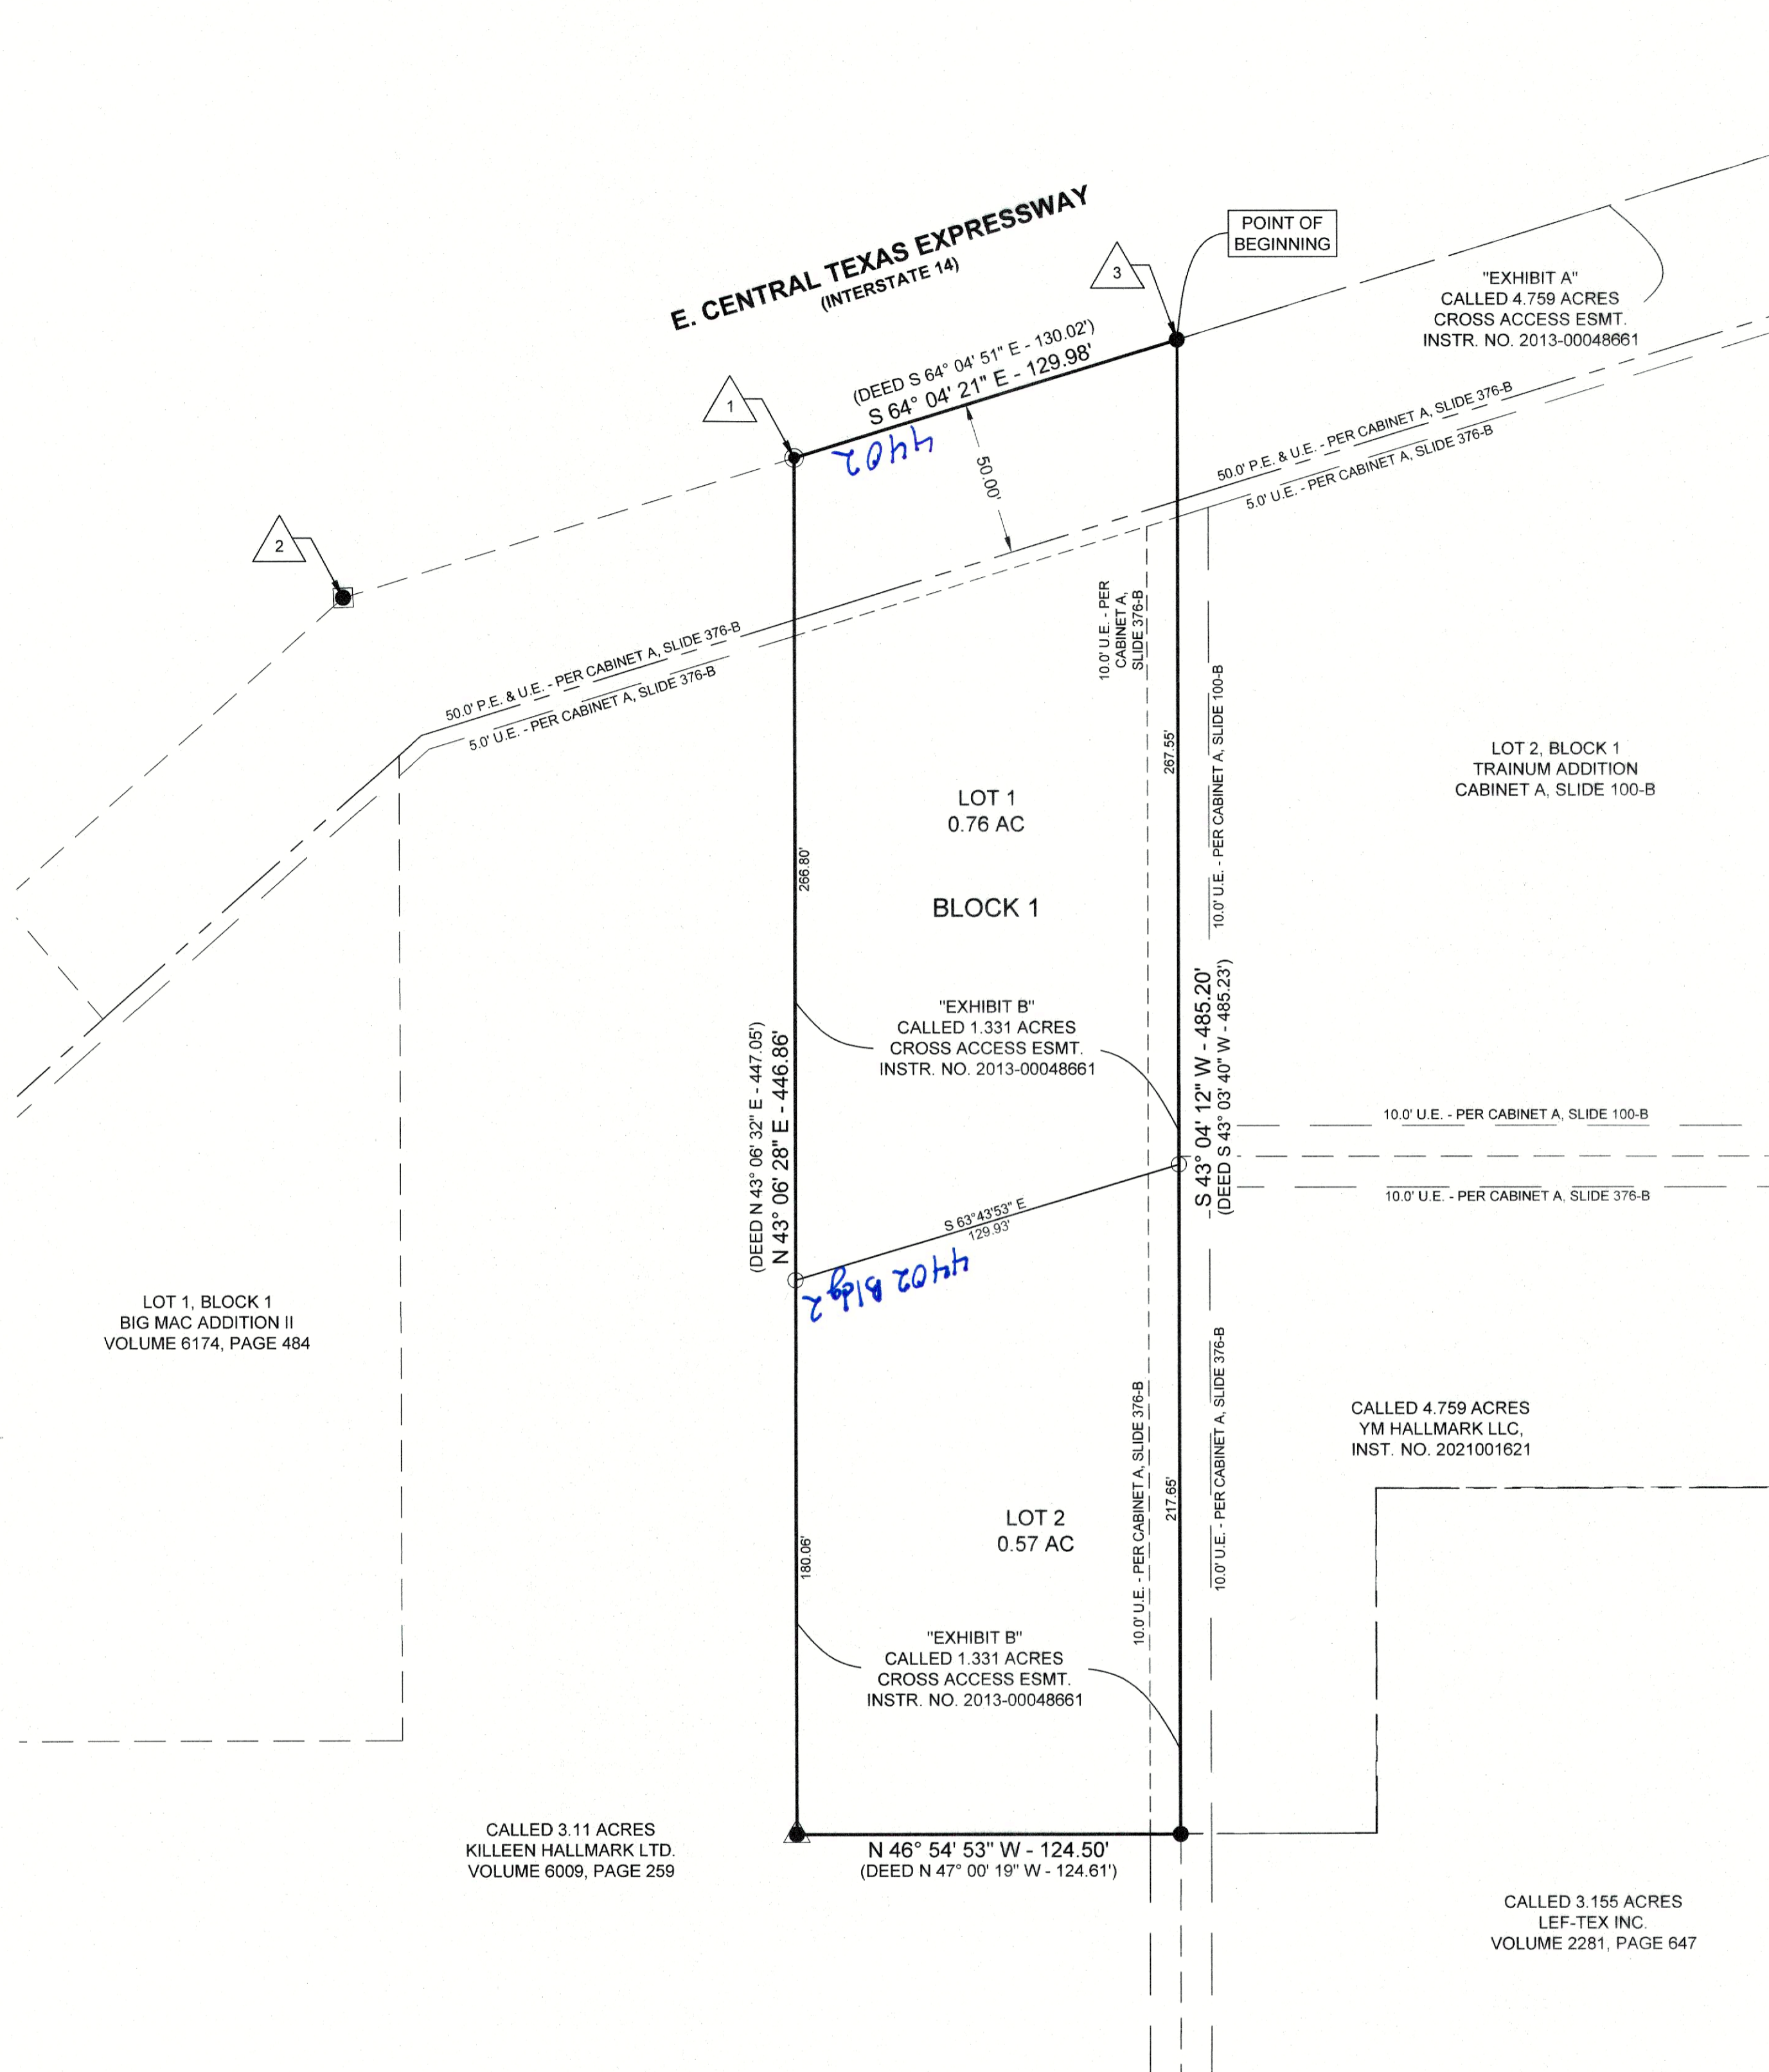 E. CENTRAL TEXAS EXPRESSWAY
(INTERSTATE 14)
POINT OF
BEGINNING
3
1
2
"EXHIBIT A"
CALLED 4.759 ACRES
CROSS ACCESS ESMT.
INSTR. NO. 2013-00048661
(DEED S 64° 04' 51" E - 130.02')
S 64° 04' 21" E - 129.98'
4402
50.00'
50.0' P.E. & U.E. - PER CABINET A, SLIDE 376-B
5.0' U.E. - PER CABINET A, SLIDE 376-B
50.0' P.E. & U.E. - PER CABINET A, SLIDE 376-B
5.0' U.E. - PER CABINET A, SLIDE 376-B
10.0' U.E. - PER
CABINET A,
SLIDE 376-B
267.55'
10.0' U.E. - PER CABINET A, SLIDE 100-B
LOT 2, BLOCK 1
TRAINUM ADDITION
CABINET A, SLIDE 100-B
LOT 1
0.76 AC
266.80'
BLOCK 1
"EXHIBIT B"
CALLED 1.331 ACRES
CROSS ACCESS ESMT.
INSTR. NO. 2013-00048661
(DEED N 43° 06' 32" E - 447.05')
N 43° 06' 28" E - 446.86'
S 43° 04' 12" W - 485.20'
(DEED S 43° 03' 40" W - 485.23')
10.0' U.E. - PER CABINET A, SLIDE 100-B
10.0' U.E. - PER CABINET A, SLIDE 376-B
S 63°43'53" E
129.93'
4402 Bldg 2
LOT 1, BLOCK 1
BIG MAC ADDITION II
VOLUME 6174, PAGE 484
10.0' U.E. - PER CABINET A, SLIDE 376-B
217.65'
10.0' U.E. - PER CABINET A, SLIDE 376-B
CALLED 4.759 ACRES
YM HALLMARK LLC,
INST. NO. 2021001621
LOT 2
0.57 AC
180.06'
"EXHIBIT B"
CALLED 1.331 ACRES
CROSS ACCESS ESMT.
INSTR. NO. 2013-00048661
CALLED 3.11 ACRES
KILLEEN HALLMARK LTD.
VOLUME 6009, PAGE 259
N 46° 54' 53" W - 124.50'
(DEED N 47° 00' 19" W - 124.61')
CALLED 3.155 ACRES
LEF-TEX INC.
VOLUME 2281, PAGE 647